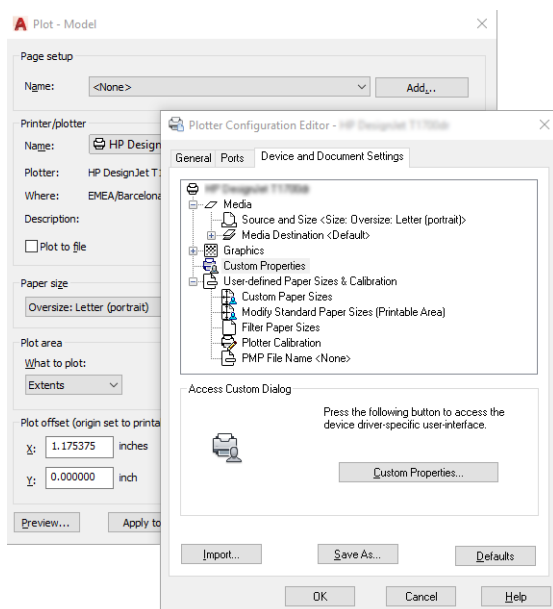 Plot - Model
Page setup
Name:
<None>
Add...
Printer/plotter
Name:
HP Design
Plotter:
HP DesignJet T1
Where:
EMEA/Barcelona
Description:
Plot to file
Paper size
Oversize: Letter (portrait)
Plot area
What to plot:
Extents
Plot offset (origin set to printa
X:
1.175375
inches
Y:
0.000000
inch
Preview...
Apply to
Plotter Configuration Editor -
General
Ports
Device and Document Settings
Media
Source and Size <Size: Oversize: Letter (portrait)>
Media Destination <Default>
Graphics
Custom Properties
User-defined Paper Sizes & Calibration
Custom Paper Sizes
Modify Standard Paper Sizes (Printable Area)
Filter Paper Sizes
Plotter Calibration
PMP File Name <None>
Access Custom Dialog
Press the following button to access the
device driver-specific user-interface.
Custom Properties...
Import...
Save As...
Defaults
OK
Cancel
Help